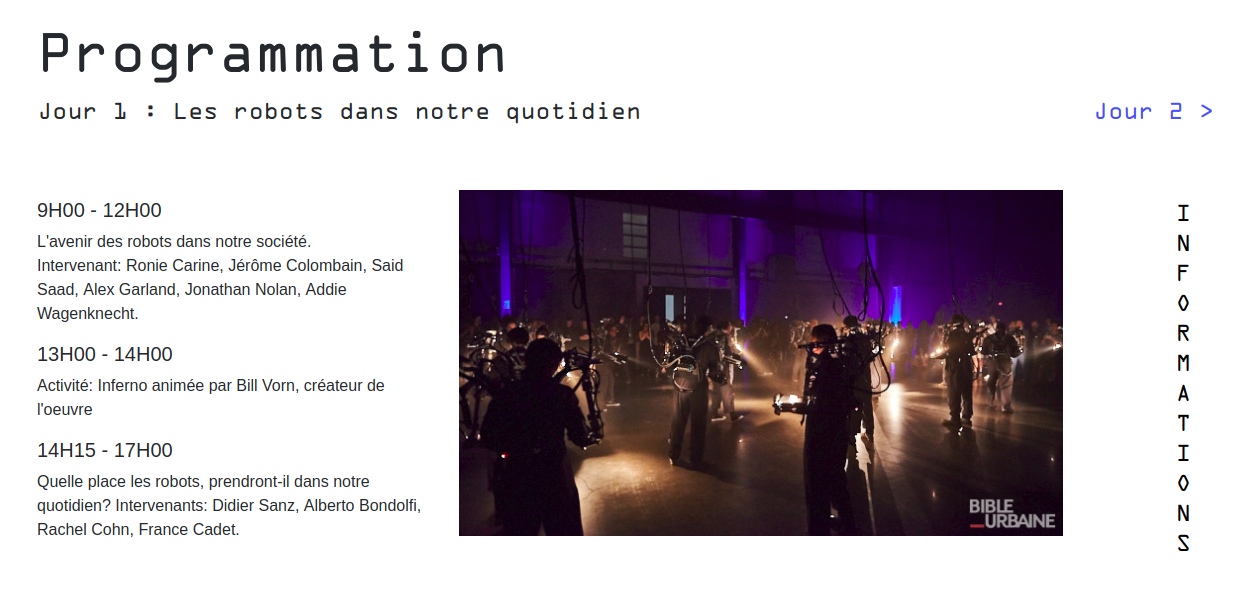 Programmation
Jour 1 : Les robots dans notre quotidien
Jour 2 >
9H00 - 12H00
L'avenir des robots dans notre société.
Intervenant: Ronie Carine, Jérôme Colombain, Said
Saad, Alex Garland, Jonathan Nolan, Addie
Wagenknecht.
13H00 - 14H00
Activité: Inferno animée par Bill Vorn, créateur de
l'oeuvre
14H15 - 17H00
Quelle place les robots, prendront-il dans notre
quotidien? Intervenants: Didier Sanz, Alberto Bondolfi,
Rachel Cohn, France Cadet.
BIBLE
_URBAINE
INFORMATIONS